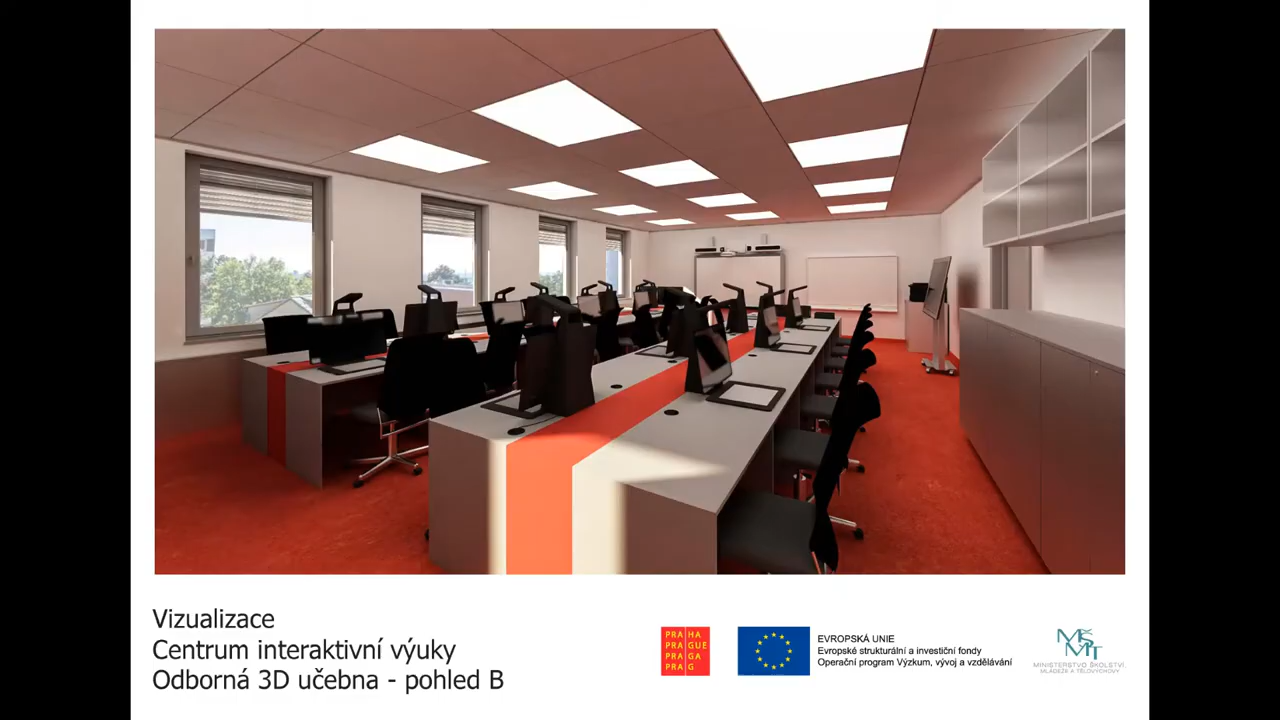 Vizualizace
Centrum interaktivní výuky
Odborná 3D učebna - pohled B
PRA HA
PRA GUE
PRA GA
PRA G
EVROPSKÁ UNIE
Evropské strukturální a investiční fondy
Operační program Výzkum, vývoj a vzdělávání
MŠMT
MINISTERSTVO ŠKOLSTVÍ,
MLÁDEŽE A TĚLOVÝCHOVY